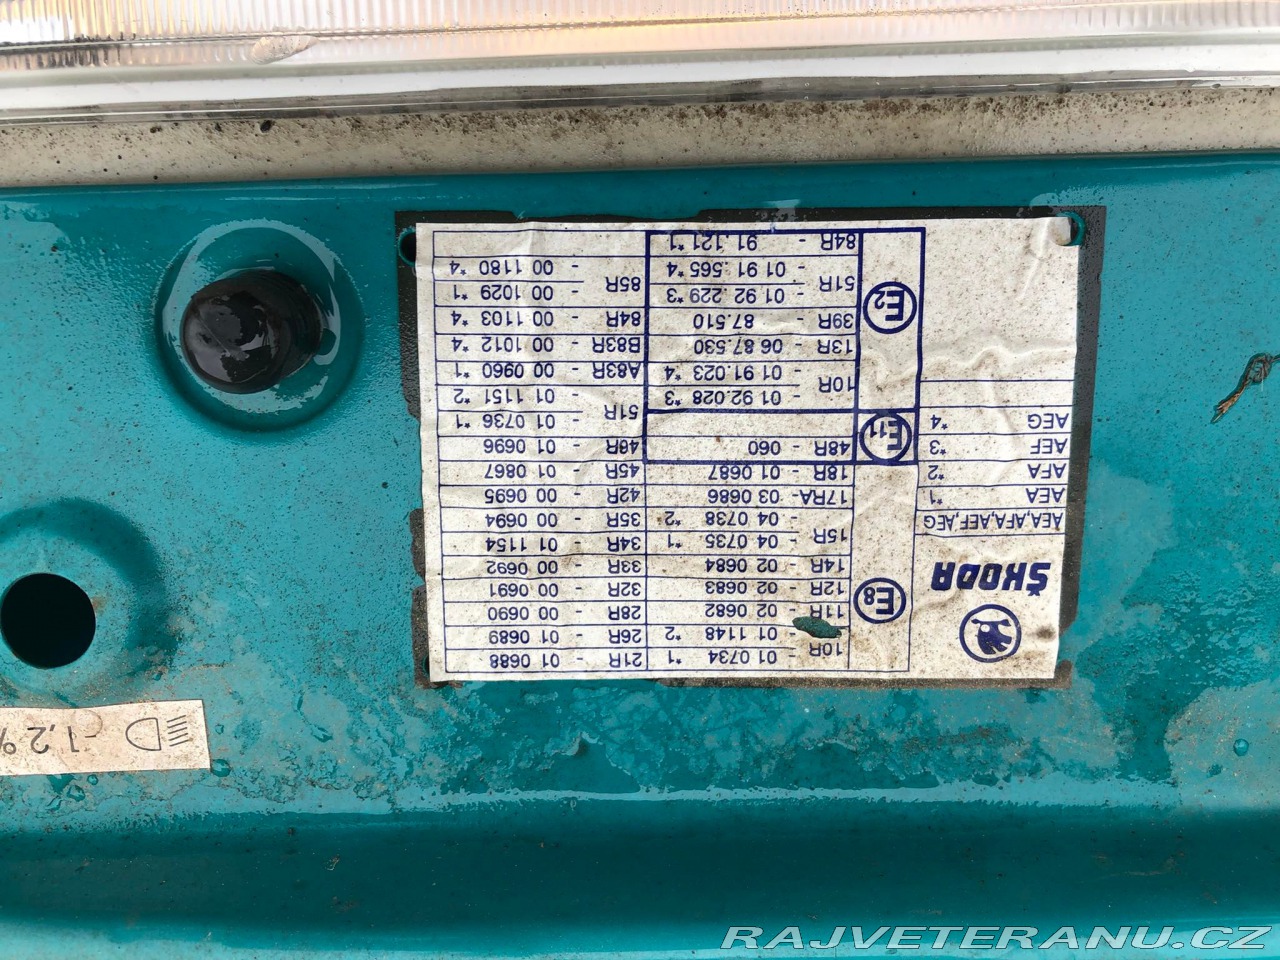 ŠKODA
AEA,AFA,AEF,AEG
AEA *1
AFA *2
AEF *3
AEG *4
E8
10R - 01 0734 *1
- 01 1148 *2
11R - 02 0682
12R - 02 0683
14R - 02 0684
15R - 04 0735 *1
- 04 0738 *2
17RA- 03 0686
18R - 01 0687
E11
48R - 060
E2
10R - 01 92.028 *3
- 01 91.023 *4
13R - 06 87.530
39R - 87.510
51R - 01 92.229 *3
- 01 91.565 *4
84R - 91.121 *1
21R - 01 0688
26R - 01 0689
28R - 00 0690
32R - 00 0691
33R - 00 0692
34R - 01 1154
35R - 00 0694
42R - 00 0695
45R - 01 0867
46R - 01 0696
51R - 01 0736 *1
- 01 1151 *2
A83R - 00 0960 *1
B83R - 00 1012 *4
84R - 00 1103 *4
85R - 00 1029 *1
- 00 1180 *4
1,2 %
RAJVETERANU.CZ